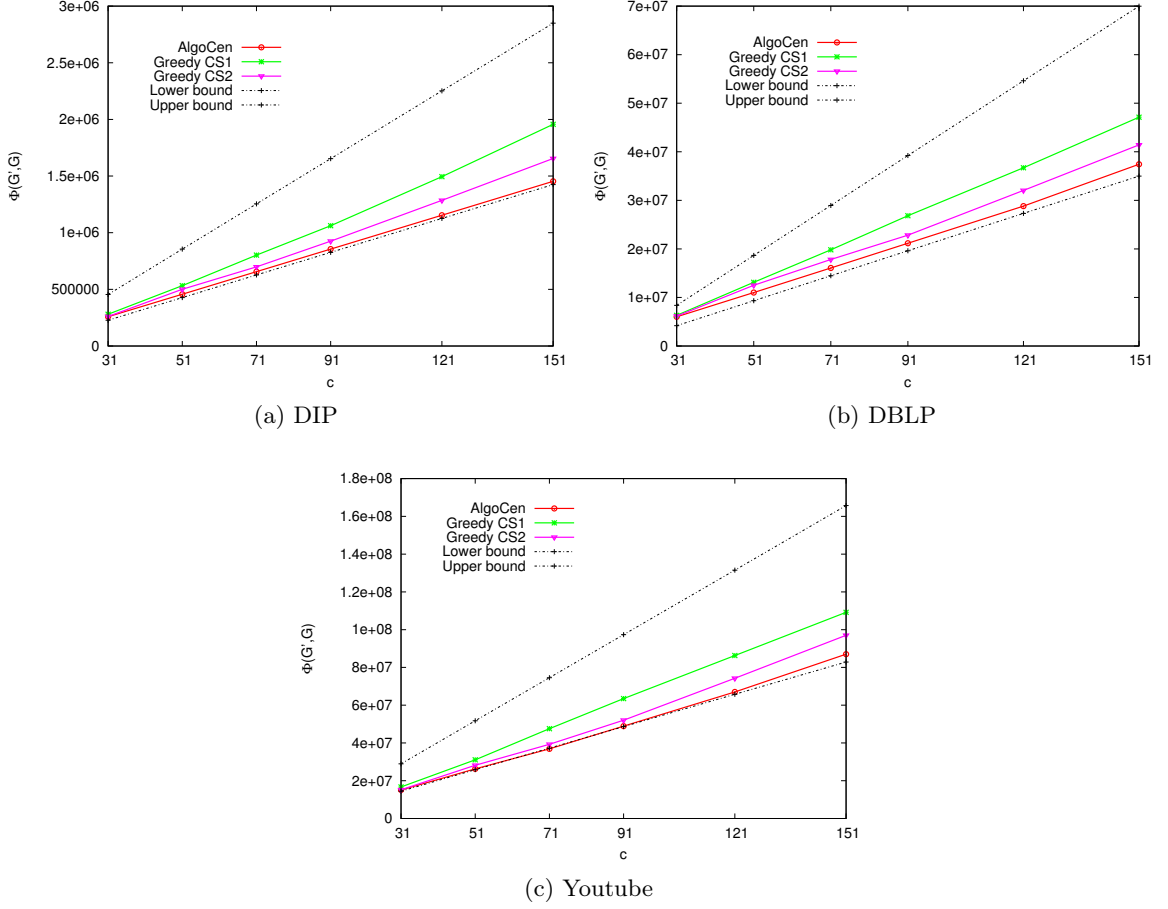 3e+06
2.5e+06
2e+06
1.5e+06
1e+06
500000
0
Φ(G',G)
AlgoCen
Greedy CS1
Greedy CS2
Lower bound
Upper bound
31 51 71 91 121 151
c
(a) DIP
7e+07
6e+07
5e+07
4e+07
3e+07
2e+07
1e+07
0
Φ(G',G)
AlgoCen
Greedy CS1
Greedy CS2
Lower bound
Upper bound
31 51 71 91 121 151
c
(b) DBLP
1.8e+08
1.6e+08
1.4e+08
1.2e+08
1e+08
8e+07
6e+07
4e+07
2e+07
0
Φ(G',G)
AlgoCen
Greedy CS1
Greedy CS2
Lower bound
Upper bound
31 51 71 91 121 151
c
(c) Youtube